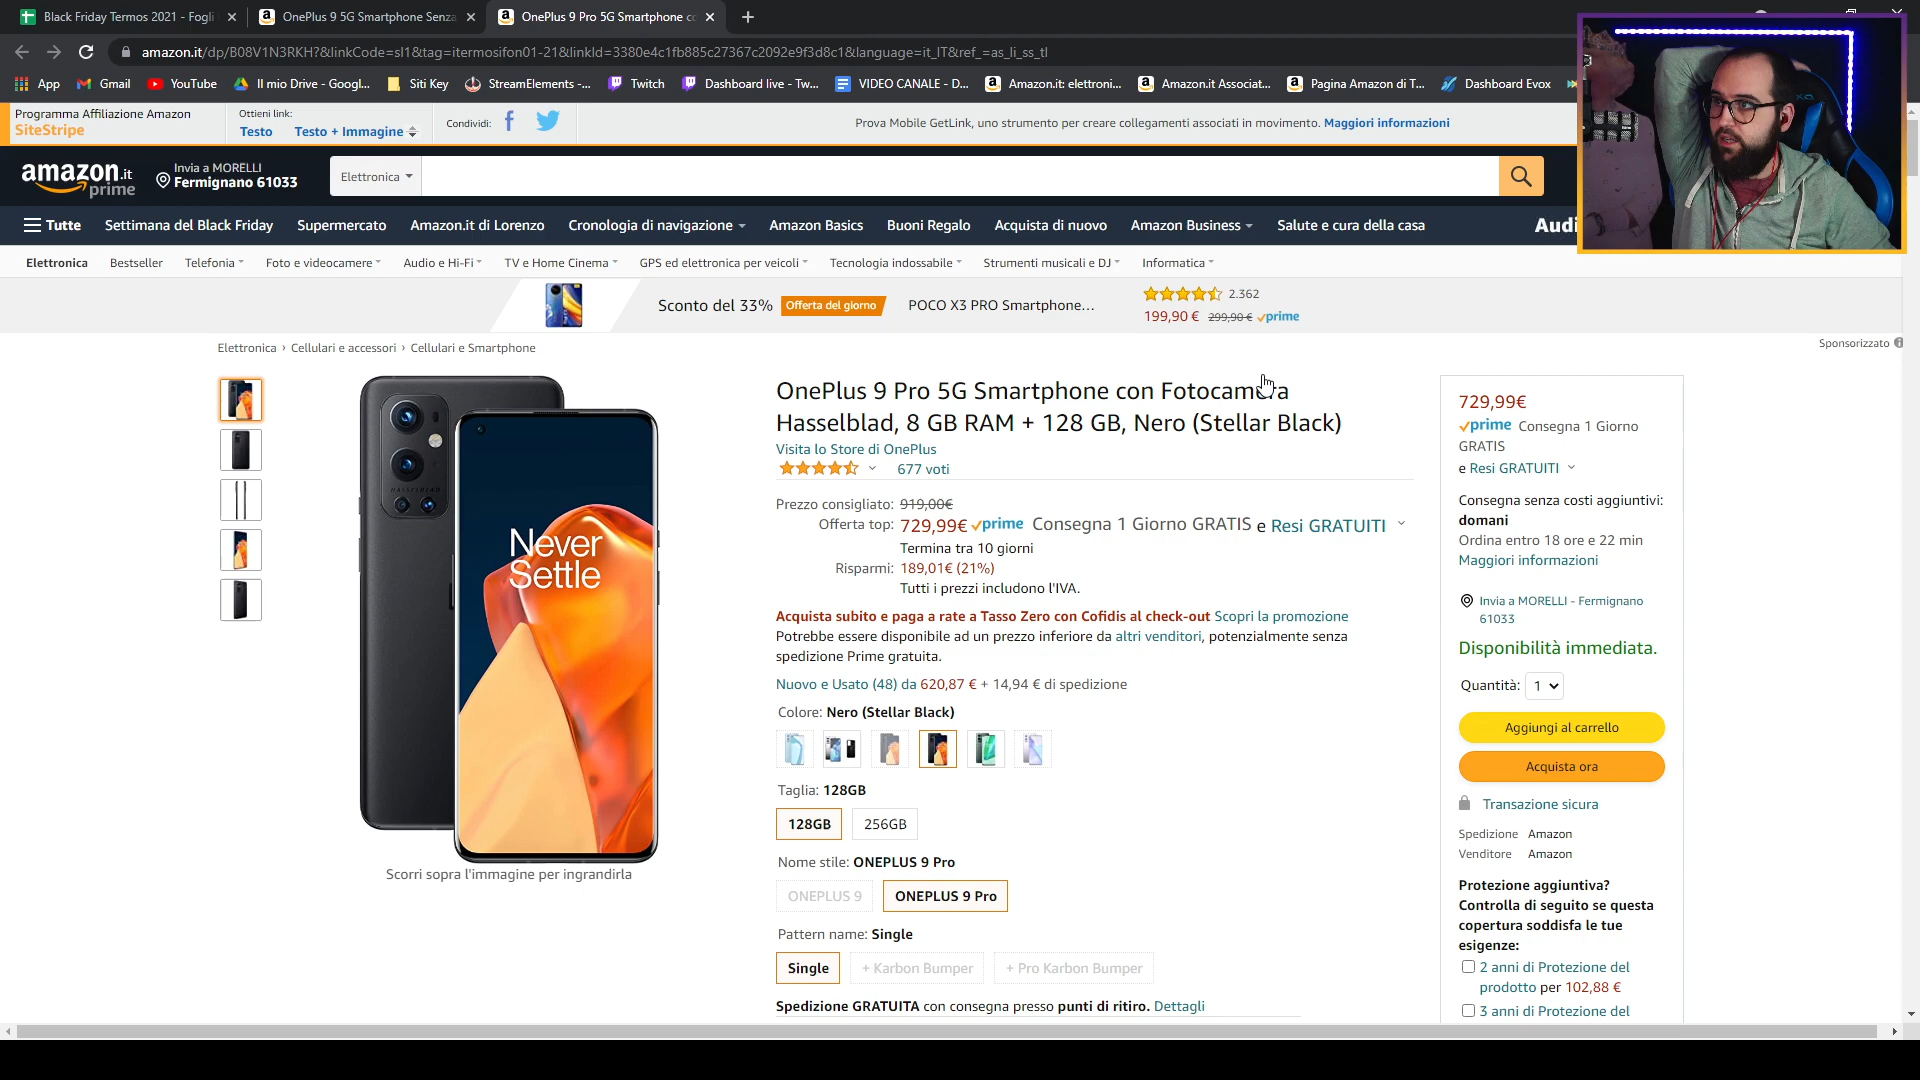 Black Friday Termos 2021 - Fogli
OnePlus 9 5G Smartphone Senza
OnePlus 9 Pro 5G Smartphone co
amazon.it/dp/B08V1N3RKH?&linkCode=sl1&tag=itermosifon01-21&linkId=3380e4c1fb885c27367c2092e9f3d8c1&language=it_IT&ref_=as_li_ss_tl
App
Gmail
YouTube
Il mio Drive - Googl...
Siti Key
StreamElements -...
Twitch
Dashboard live - Tw...
VIDEO CANALE - D...
Amazon.it: elettroni...
Amazon.it Associat...
Pagina Amazon di T...
Dashboard Evox
Programma Affiliazione Amazon
SiteStripe
Ottieni link:
Testo
Testo + Immagine
Condividi:
Prova Mobile GetLink, uno strumento per creare collegamenti associati in movimento. Maggiori informazioni
amazon.it
prime
Invia a MORELLI
Fermignano 61033
Elettronica
Tutte
Settimana del Black Friday
Supermercato
Amazon.it di Lorenzo
Cronologia di navigazione
Amazon Basics
Buoni Regalo
Acquista di nuovo
Amazon Business
Salute e cura della casa
Audi
Elettronica
Bestseller
Telefonia
Foto e videocamere
Audio e Hi-Fi
TV e Home Cinema
GPS ed elettronica per veicoli
Tecnologia indossabile
Strumenti musicali e DJ
Informatica
Sconto del 33%
Offerta del giorno
POCO X3 PRO Smartphone...
2.362
199,90 € 299,90 € prime
Elettronica › Cellulari e accessori › Cellulari e Smartphone
Sponsorizzato
HASSELBLAD
Never
Settle
Scorri sopra l'immagine per ingrandirla
OnePlus 9 Pro 5G Smartphone con Fotocamera
Hasselblad, 8 GB RAM + 128 GB, Nero (Stellar Black)
Visita lo Store di OnePlus
677 voti
Prezzo consigliato: 919,00€
Offerta top: 729,99€ prime Consegna 1 Giorno GRATIS e Resi GRATUITI
Termina tra 10 giorni
Risparmi: 189,01€ (21%)
Tutti i prezzi includono l'IVA.
Acquista subito e paga a rate a Tasso Zero con Cofidis al check-out Scopri la promozione
Potrebbe essere disponibile ad un prezzo inferiore da altri venditori, potenzialmente senza
spedizione Prime gratuita.
Nuovo e Usato (48) da 620,87 € + 14,94 € di spedizione
Colore: Nero (Stellar Black)
Taglia: 128GB
128GB
256GB
Nome stile: ONEPLUS 9 Pro
ONEPLUS 9
ONEPLUS 9 Pro
Pattern name: Single
Single
+ Karbon Bumper
+ Pro Karbon Bumper
Spedizione GRATUITA con consegna presso punti di ritiro. Dettagli
729,99€
prime Consegna 1 Giorno
GRATIS
e Resi GRATUITI
Consegna senza costi aggiuntivi:
domani
Ordina entro 18 ore e 22 min
Maggiori informazioni
Invia a MORELLI - Fermignano
61033
Disponibilità immediata.
Quantità: 1
Aggiungi al carrello
Acquista ora
Transazione sicura
Spedizione Amazon
Venditore Amazon
Protezione aggiuntiva?
Controlla di seguito se questa
copertura soddisfa le tue
esigenze:
2 anni di Protezione del
prodotto per 102,88 €
3 anni di Protezione del